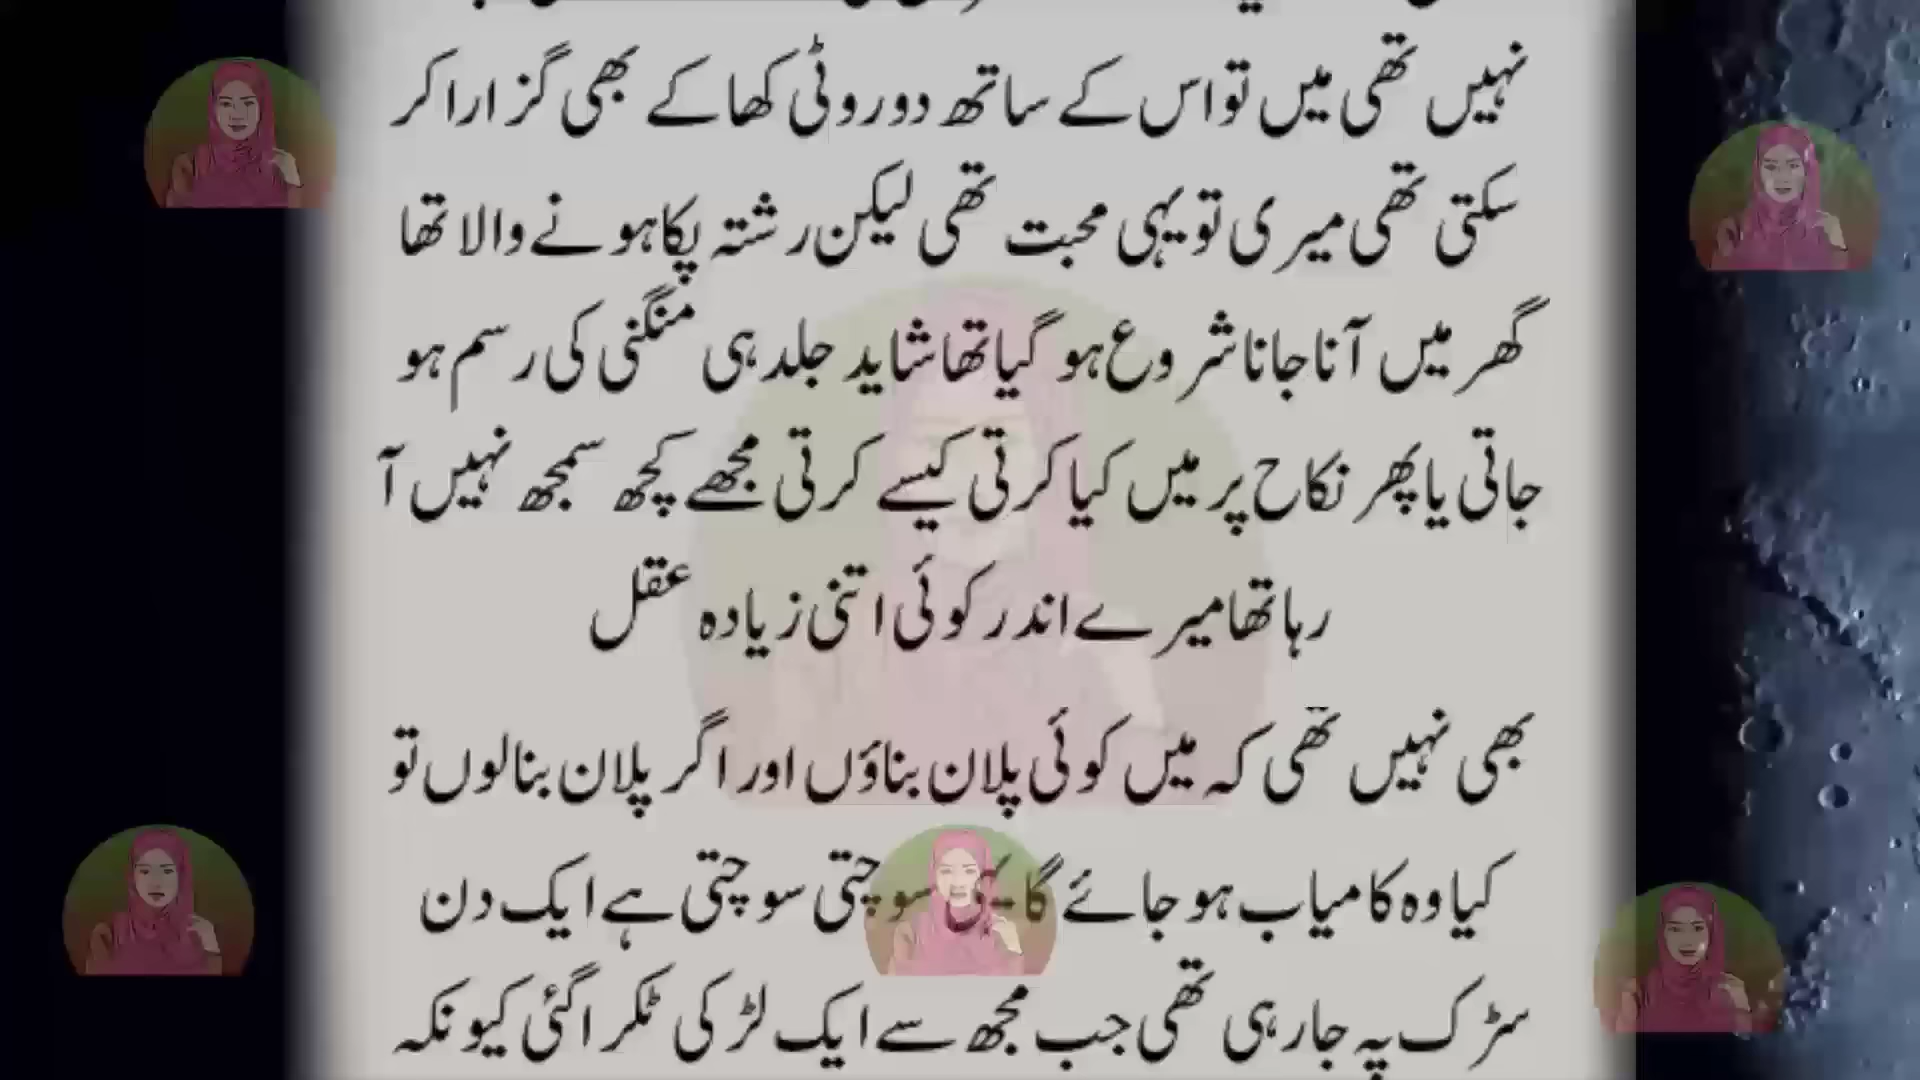 نہیں تھی میں تو اس کے ساتھ دو روٹی کھا کے بھی گزارا کر
سکتی تھی میری تو یہی محبت تھی لیکن رشتہ پکا ہونے والا تھا
گھر میں آنا جانا شروع ہو گیا تھا شاید جلد ہی منگنی کی رسم ہو
جاتی یا پھر نکاح پر میں کیا کرتی کیسے کرتی مجھے کچھ سمجھ نہیں آ
رہا تھا میرے اندر کوئی اتنی زیادہ عقل
بھی نہیں تھی کہ میں کوئی پلان بناؤں اور اگر پلان بنا لوں تو
کیا وہ کامیاب ہو جائے گا یہی سوچتی سوچتی ہے ایک دن
سڑک پہ جا رہی تھی جب مجھ سے ایک لڑکی ٹکرا گئی کیونکہ